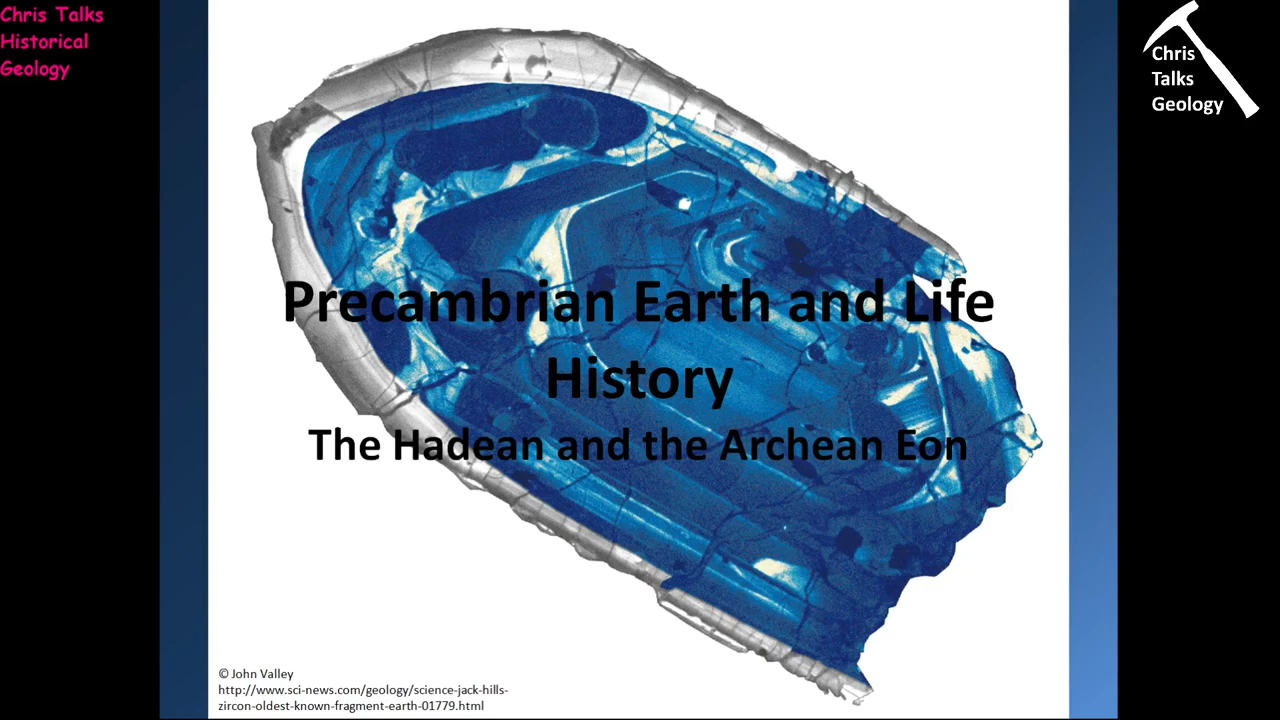 Chris Talks
Historical
Geology
Chris
Talks
Geology
Precambrian Earth and Life
History
The Hadean and the Archean Eon
© John Valley
http://www.sci-news.com/geology/science-jack-hills-
zircon-oldest-known-fragment-earth-01779.html